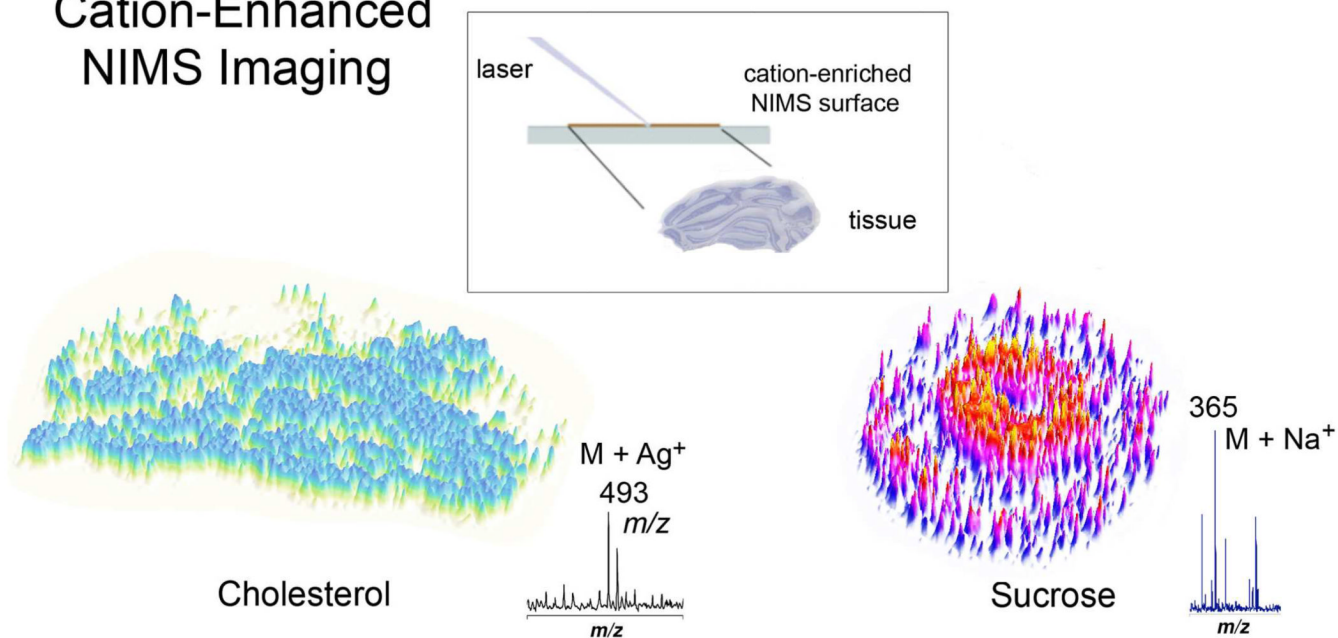 Cation-Enhanced
NIMS Imaging
laser
cation-enriched
NIMS surface
tissue
M + Ag⁺
493
m/z
Cholesterol
m/z
365
M + Na⁺
Sucrose
m/z